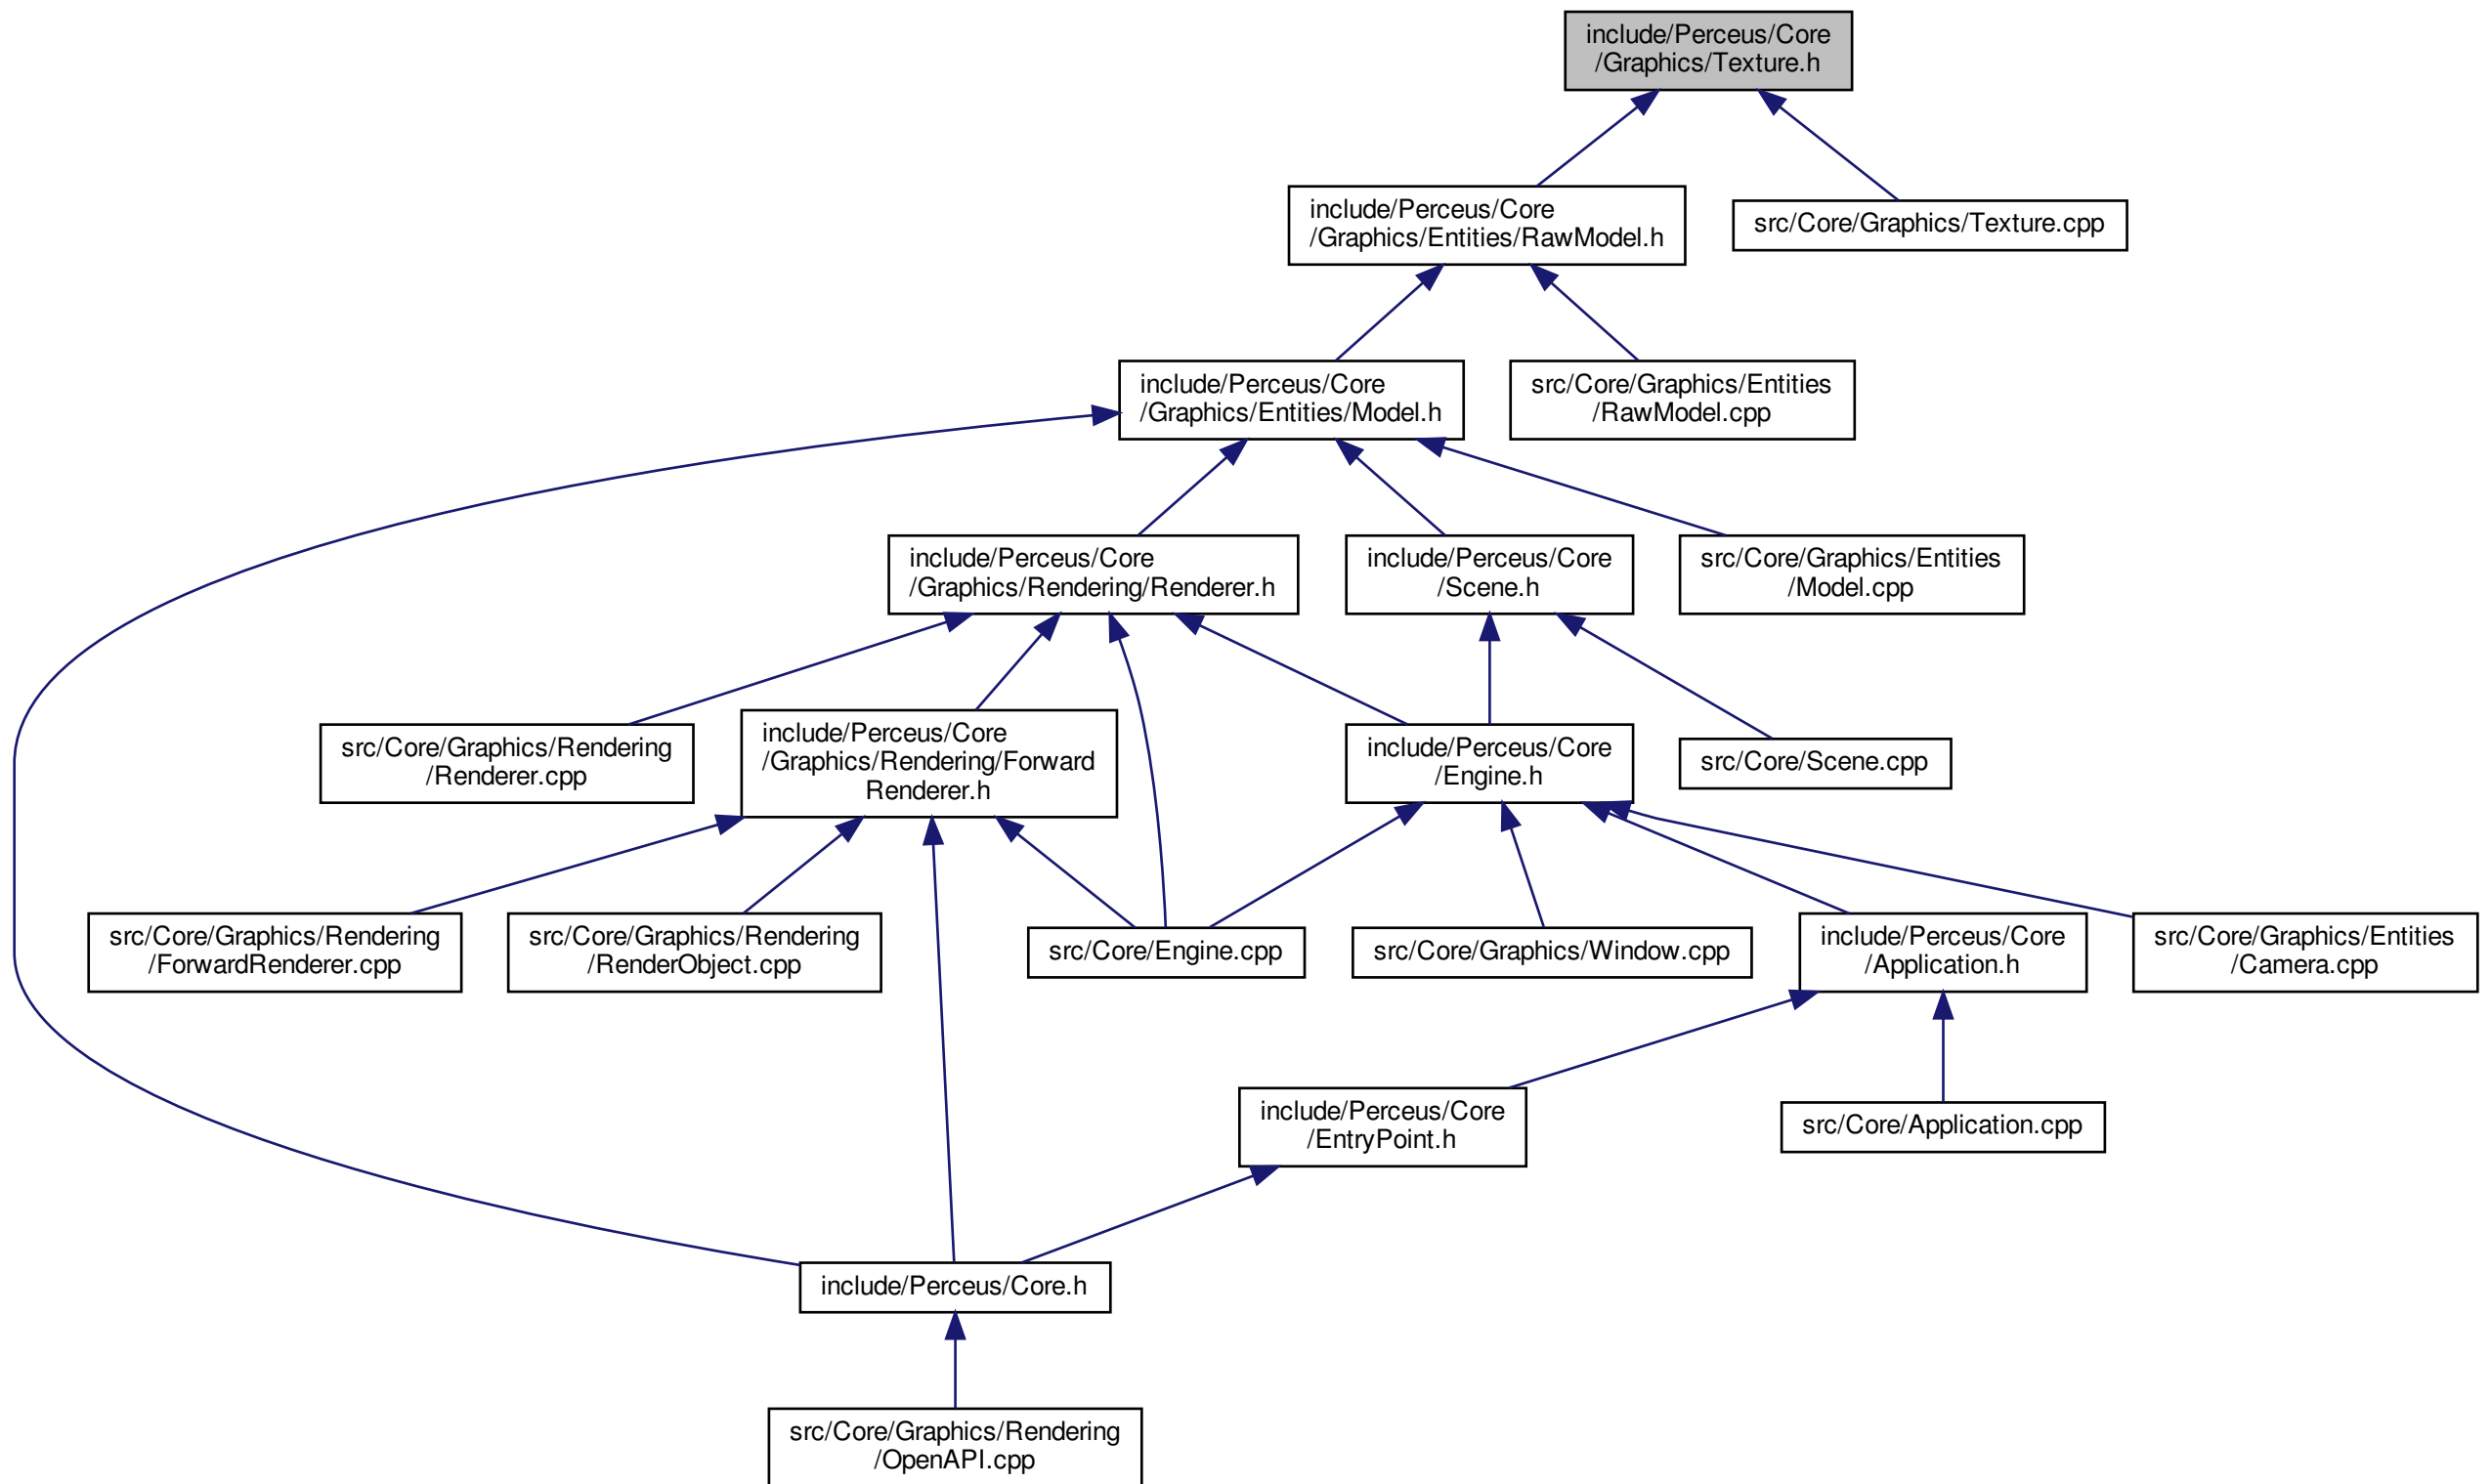 include/Perceus/Core
/Graphics/Texture.h
include/Perceus/Core
/Graphics/Entities/RawModel.h
src/Core/Graphics/Texture.cpp
include/Perceus/Core
/Graphics/Entities/Model.h
src/Core/Graphics/Entities
/RawModel.cpp
include/Perceus/Core
/Graphics/Rendering/Renderer.h
include/Perceus/Core
/Scene.h
src/Core/Graphics/Entities
/Model.cpp
src/Core/Graphics/Rendering
/Renderer.cpp
include/Perceus/Core
/Graphics/Rendering/Forward
Renderer.h
include/Perceus/Core
/Engine.h
src/Core/Scene.cpp
src/Core/Graphics/Rendering
/ForwardRenderer.cpp
src/Core/Graphics/Rendering
/RenderObject.cpp
src/Core/Engine.cpp
src/Core/Graphics/Window.cpp
include/Perceus/Core
/Application.h
src/Core/Graphics/Entities
/Camera.cpp
include/Perceus/Core
/EntryPoint.h
src/Core/Application.cpp
include/Perceus/Core.h
src/Core/Graphics/Rendering
/OpenAPI.cpp